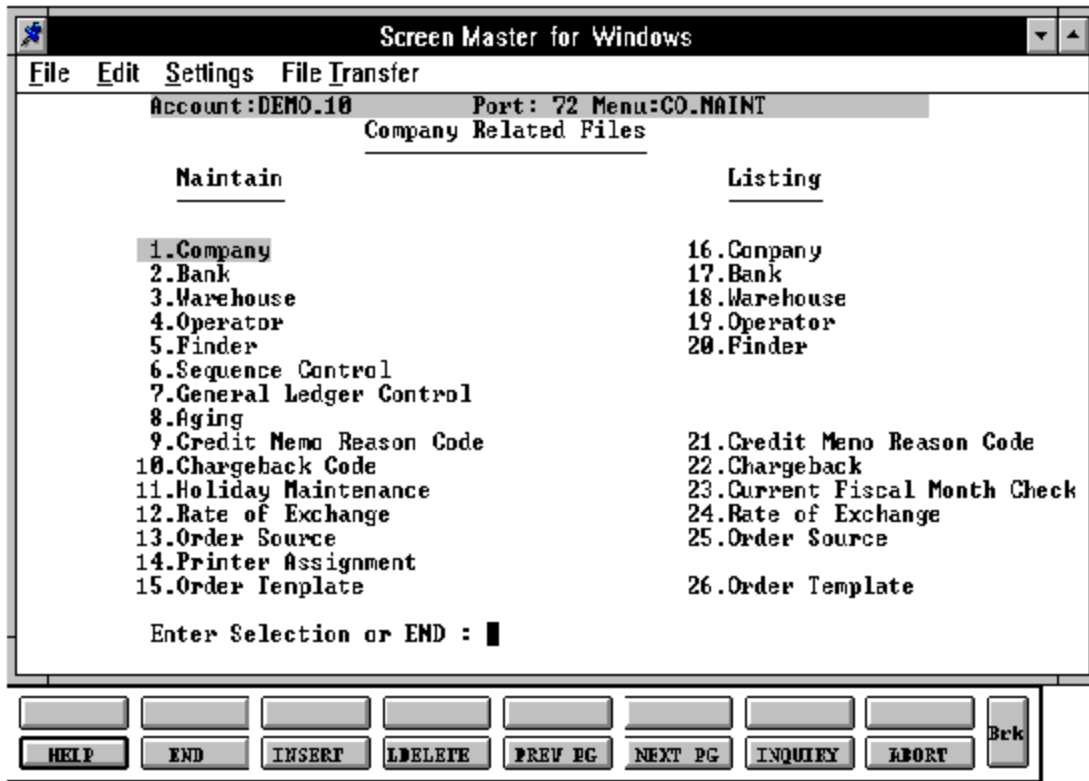 Screen Master for Windows
File Edit Settings File Transfer
Account:DEMO.10 Port: 72 Menu:CO.MAINT
Company Related Files
Maintain Listing
1.Company 16.Company
2.Bank 17.Bank
3.Warehouse 18.Warehouse
4.Operator 19.Operator
5.Finder 20.Finder
6.Sequence Control
7.General Ledger Control
8.Aging
9.Credit Memo Reason Code 21.Credit Memo Reason Code
10.Chargeback Code 22.Chargeback
11.Holiday Maintenance 23.Current Fiscal Month Check
12.Rate of Exchange 24.Rate of Exchange
13.Order Source 25.Order Source
14.Printer Assignment
15.Order Template 26.Order Template
Enter Selection or END :
Brk
HELP END INSERT LDELETE PREV PG NEXT PG INQUIRY ABORT